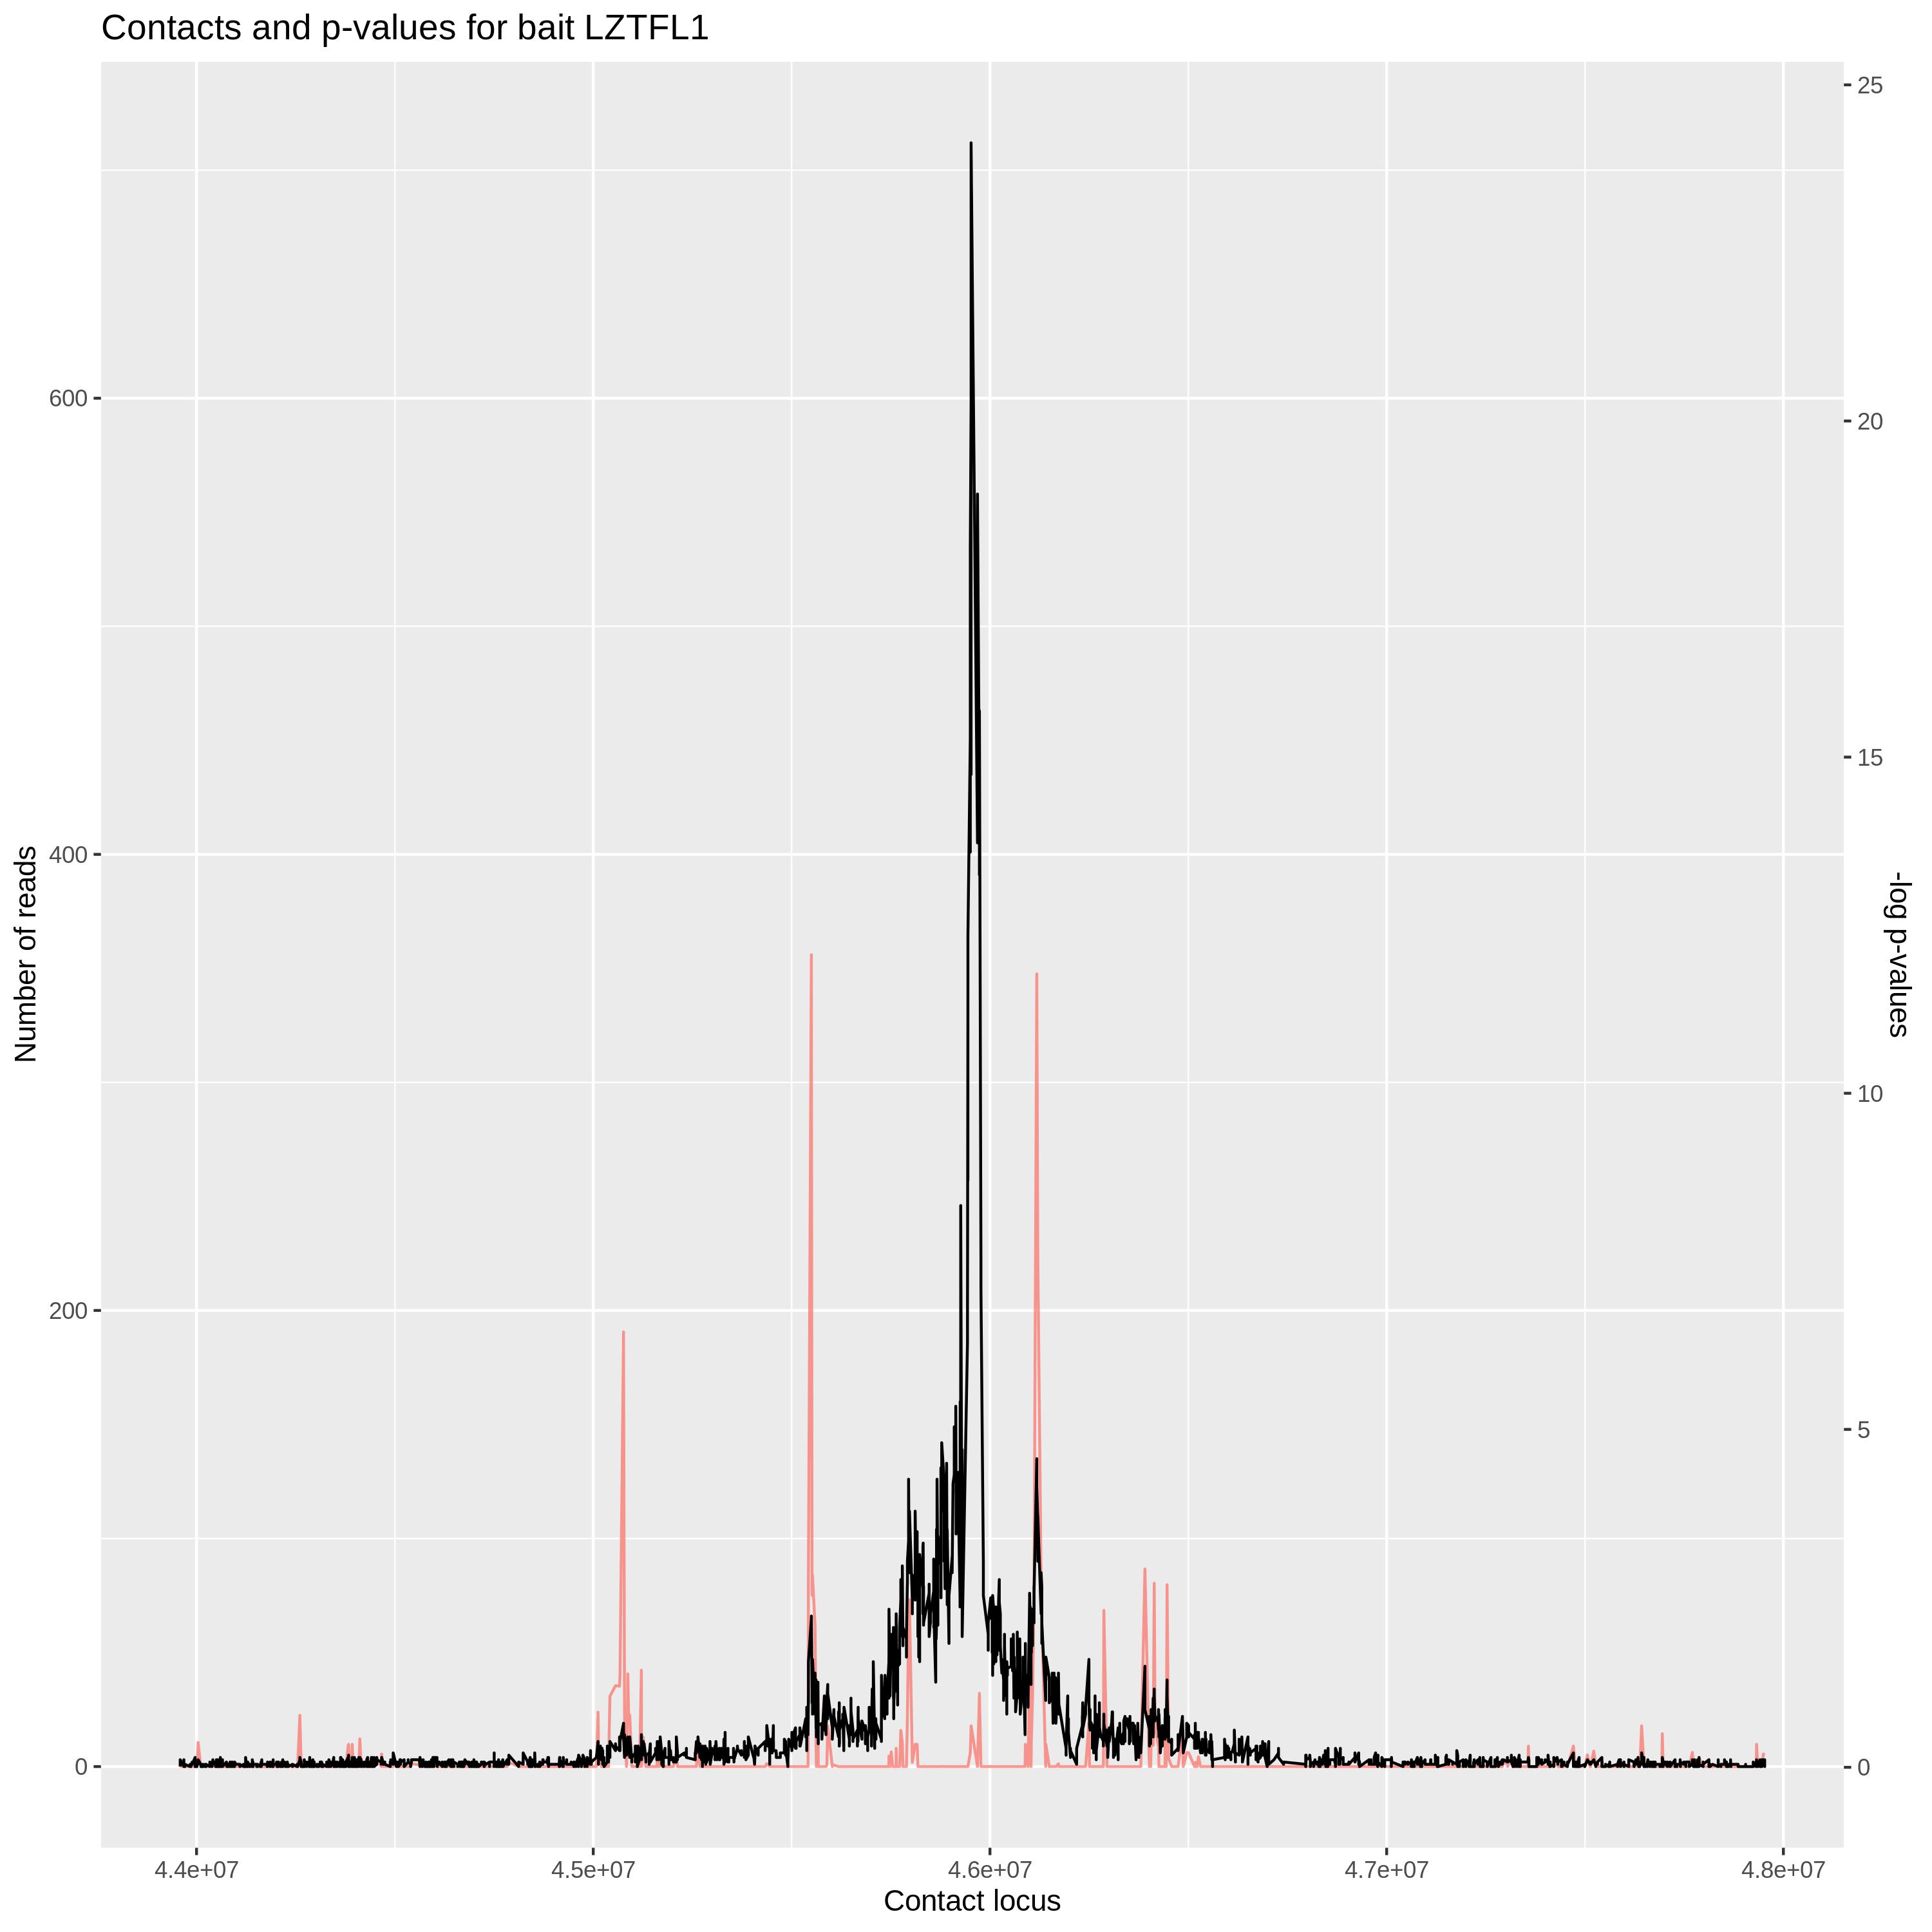 Contacts and p-values for bait LZTFL1
Number of reads
600
400
200
0
25
20
15
10
5
0
-log p-values
4.4e+07 4.5e+07 4.6e+07 4.7e+07 4.8e+07
Contact locus